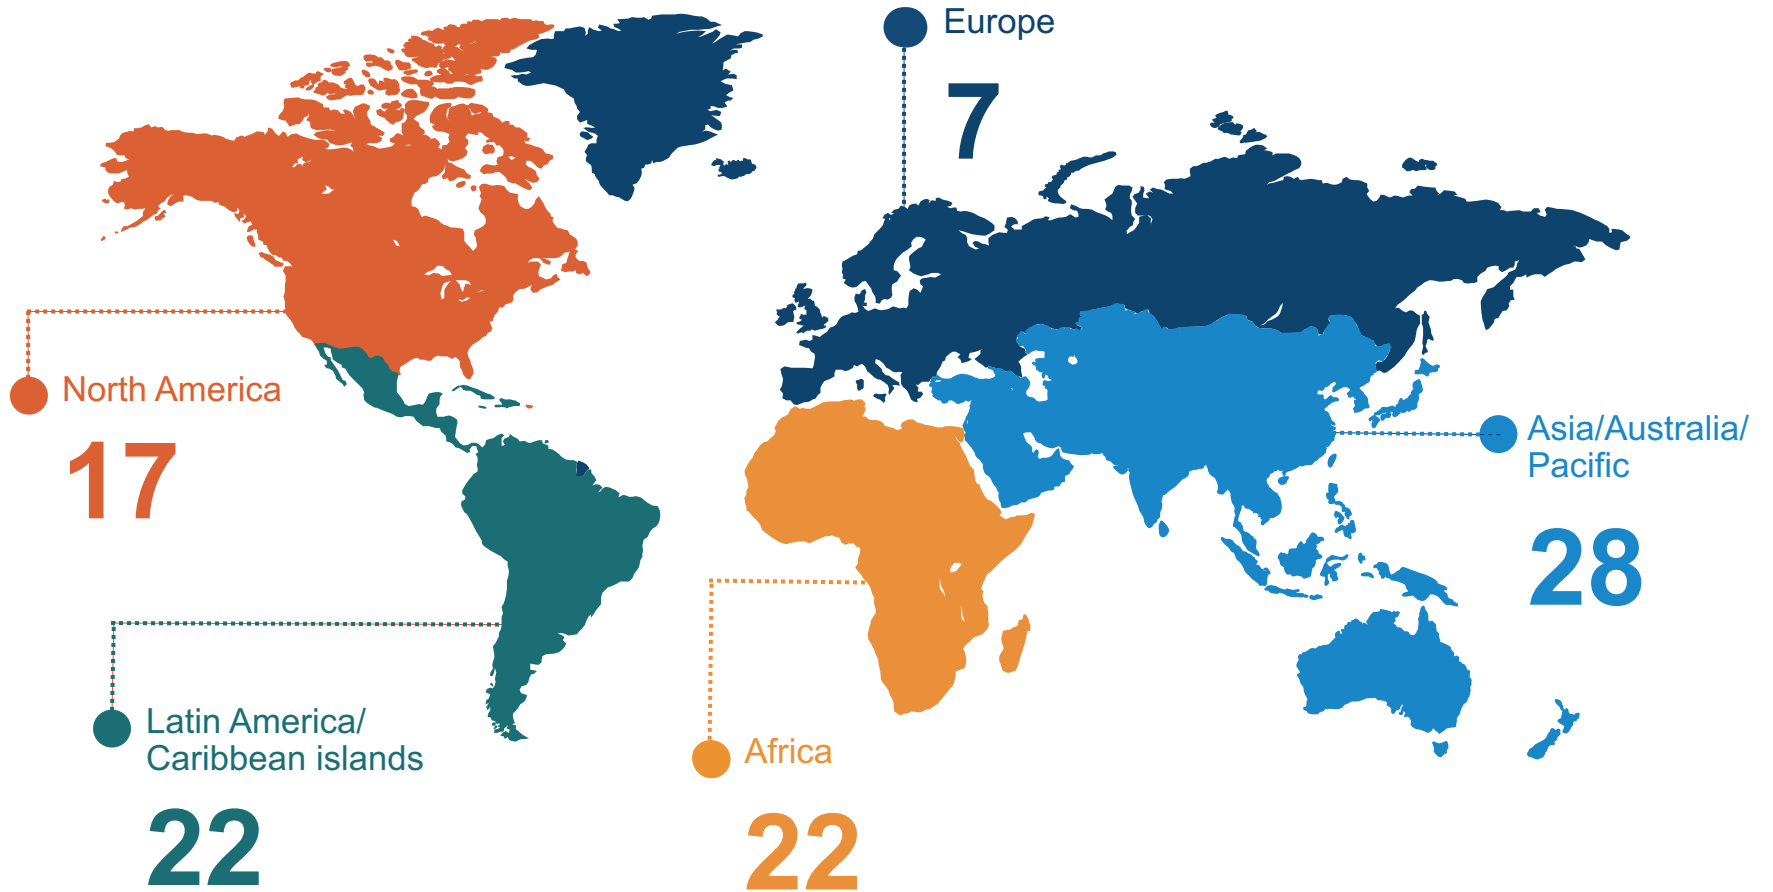 Europe
7
North America
17
Asia/Australia/
Pacific
28
Latin America/
Caribbean islands
22
Africa
22